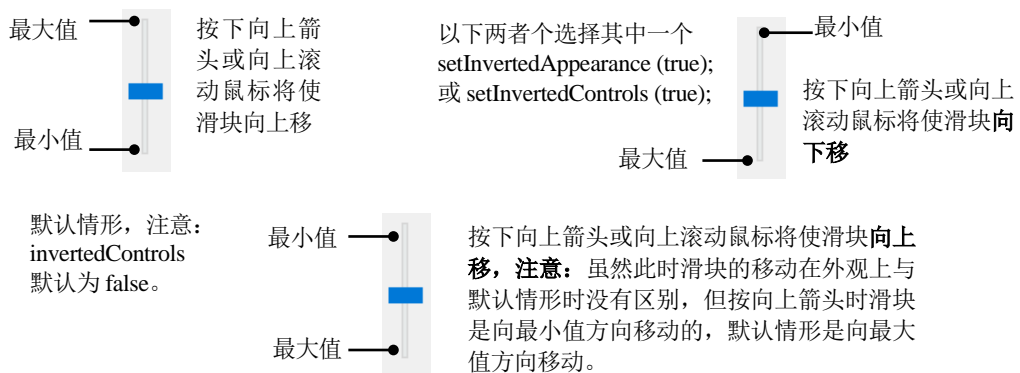 最大值
按下向上箭
头或向上滚
动鼠标将使
滑块向上移
最小值
以下两者个选择其中一个
setInvertedAppearance (true);
或 setInvertedControls (true);
最小值
按下向上箭头或向上
滚动鼠标将使滑块向
下移
最大值
默认情形，注意：
invertedControls
默认为 false。
最小值
最大值
按下向上箭头或向上滚动鼠标将使滑块向上
移，注意：虽然此时滑块的移动在外观上与
默认情形时没有区别，但按向上箭头时滑块
是向最小值方向移动的，默认情形是向最大
值方向移动。